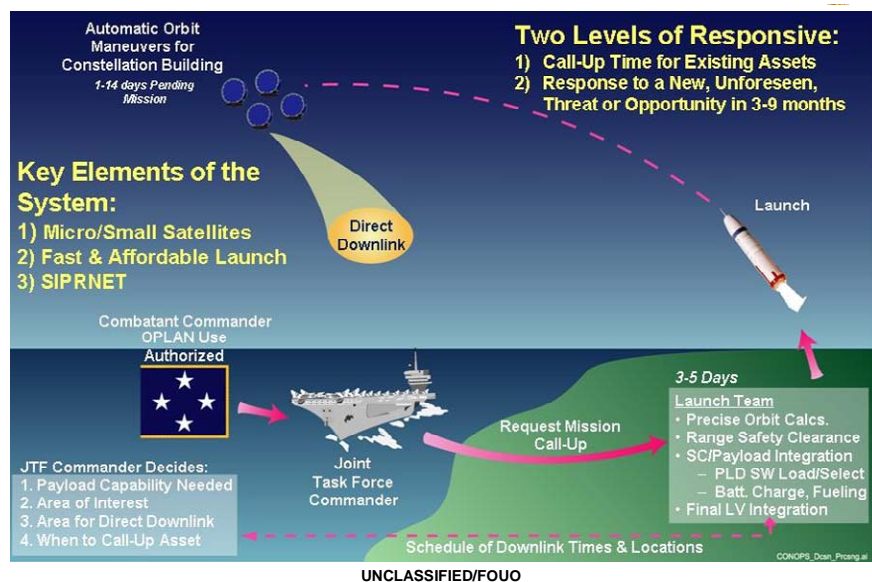 Automatic Orbit
Maneuvers for
Constellation Building
1-14 days Pending
Mission
Two Levels of Responsive:
1) Call-Up Time for Existing Assets
2) Response to a New, Unforeseen,
Threat or Opportunity in 3-9 months
Key Elements of the
System:
1) Micro/Small Satellites
2) Fast & Affordable Launch
3) SIPRNET
Direct
Downlink
Launch
Combatant Commander
OPLAN Use
Authorized
Joint
Task Force
Commander
Request Mission
Call-Up
3-5 Days
Launch Team
• Precise Orbit Calcs.
• Range Safety Clearance
• SC/Payload Integration
– PLD SW Load/Select
– Batt. Charge, Fueling
• Final LV Integration
JTF Commander Decides:
1. Payload Capability Needed
2. Area of Interest
3. Area for Direct Downlink
4. When to Call-Up Asset
Schedule of Downlink Times & Locations
CONOPS_Dcsn_Prcsng.ai
UNCLASSIFIED/FOUO